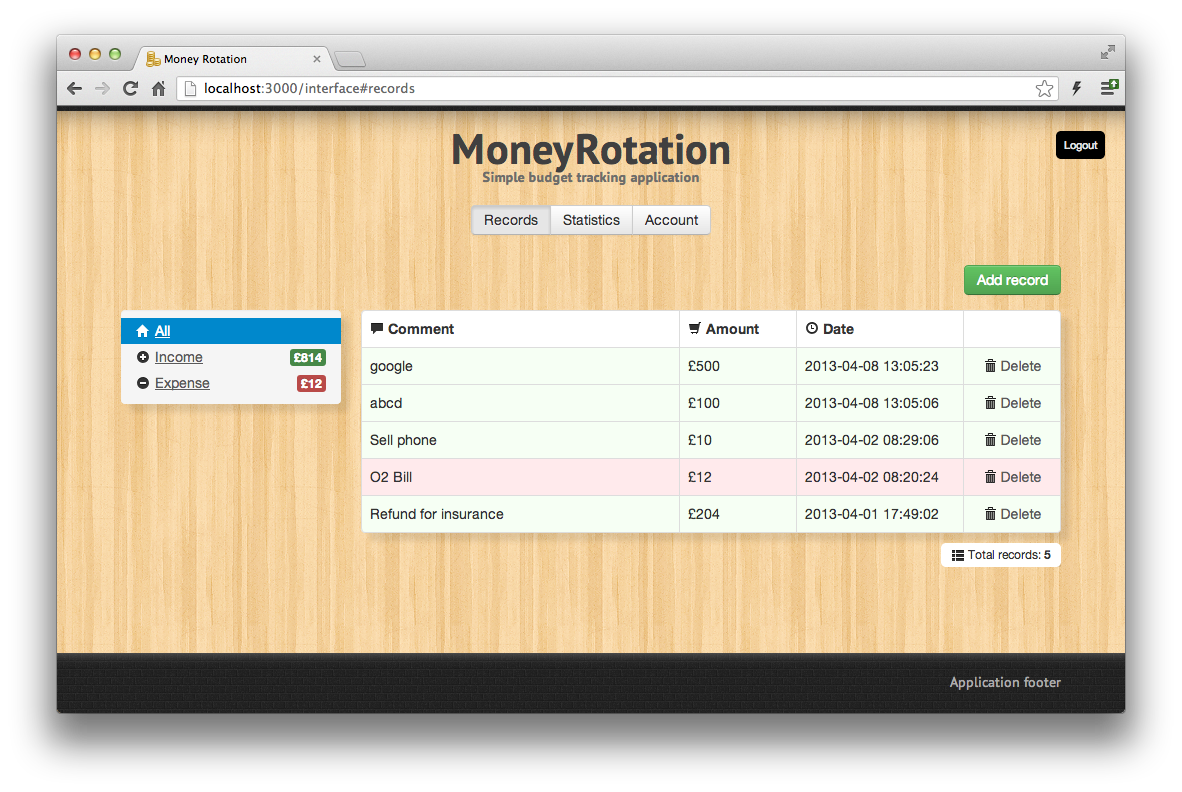 Money Rotation
localhost:3000/interface#records
MoneyRotation
Simple budget tracking application
Logout
Records Statistics Account
Add record
All
Income £814
Expense £12
Comment Amount Date
google £500 2013-04-08 13:05:23 Delete
abcd £100 2013-04-08 13:05:06 Delete
Sell phone £10 2013-04-02 08:29:06 Delete
O2 Bill £12 2013-04-02 08:20:24 Delete
Refund for insurance £204 2013-04-01 17:49:02 Delete
Total records: 5
Application footer